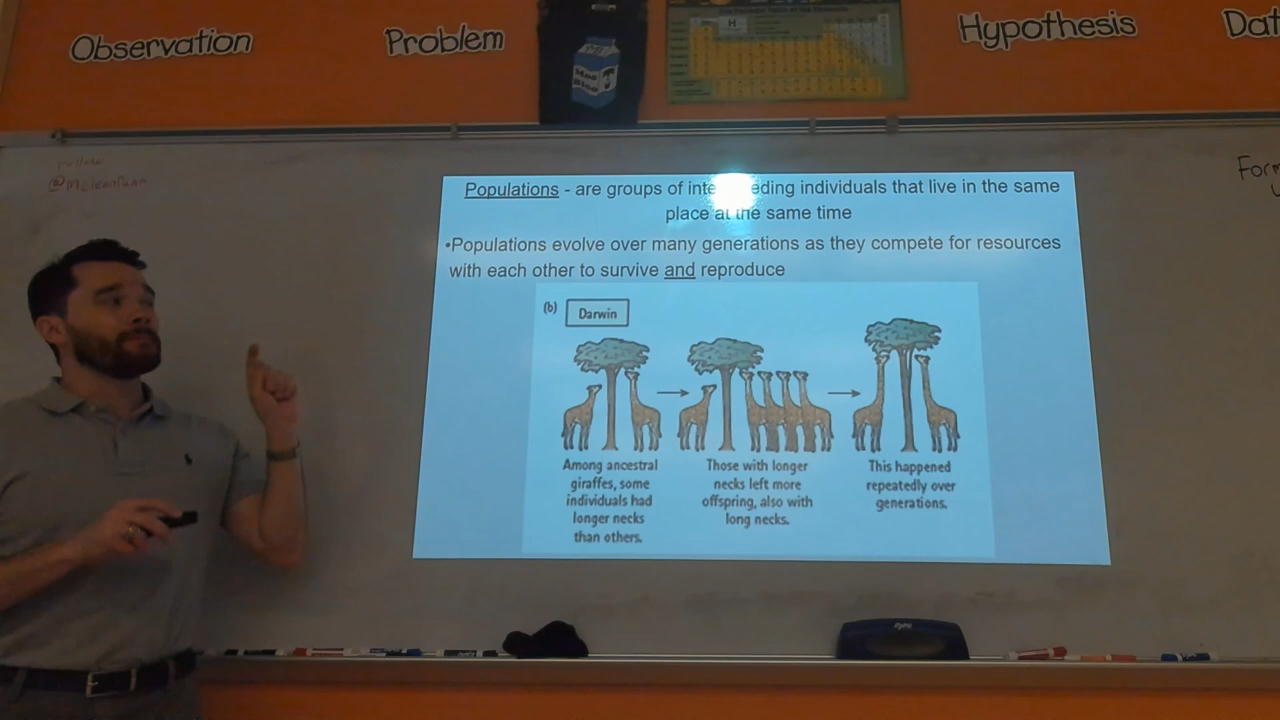 Observation
Problem
Hypothesis
Dat
H
Moo
Populations - are groups of eding individuals that live in the same
place at the same time
•Populations evolve over many generations as they compete for resources
with each other to survive and reproduce
(b)
Darwin
Among ancestral
giraffes, some
individuals had
longer necks
than others.
Those with longer
necks left more
offspring, also with
long necks.
This happened
repeatedly over
generations.
Form